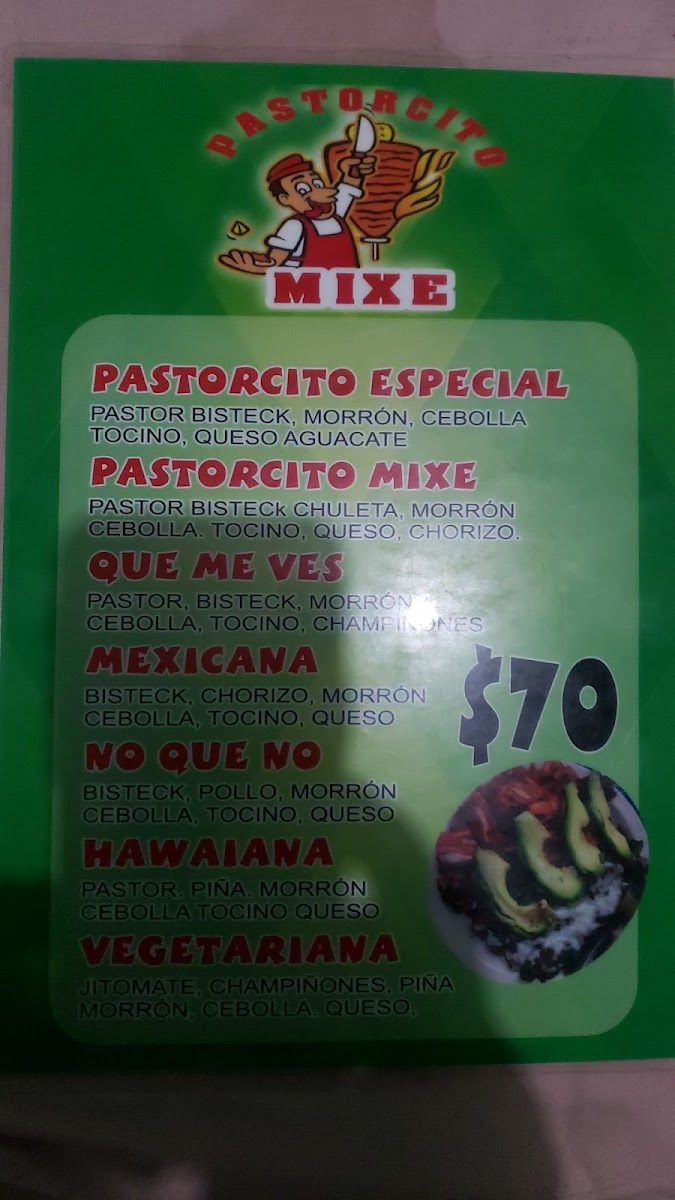 PASTORCITO
MIXE
PASTORCITO ESPECIAL
PASTOR BISTECK, MORRÓN, CEBOLLA
TOCINO, QUESO AGUACATE
PASTORCITO MIXE
PASTOR BISTECk CHULETA, MORRÓN
CEBOLLA. TOCINO, QUESO, CHORIZO.
QUE ME VES
PASTOR, BISTECK, MORRÓN
CEBOLLA, TOCINO, CHAMPIÑONES
MEXICANA
BISTECK, CHORIZO, MORRÓN
CEBOLLA, TOCINO, QUESO
$70
NO QUE NO
BISTECK, POLLO, MORRÓN
CEBOLLA, TOCINO, QUESO
HAWAIANA
PASTOR. PIÑA. MORRÓN
CEBOLLA TOCINO QUESO
VEGETARIANA
JITOMATE, CHAMPIÑONES, PIÑA
MORRÓN, CEBOLLA. QUESO,